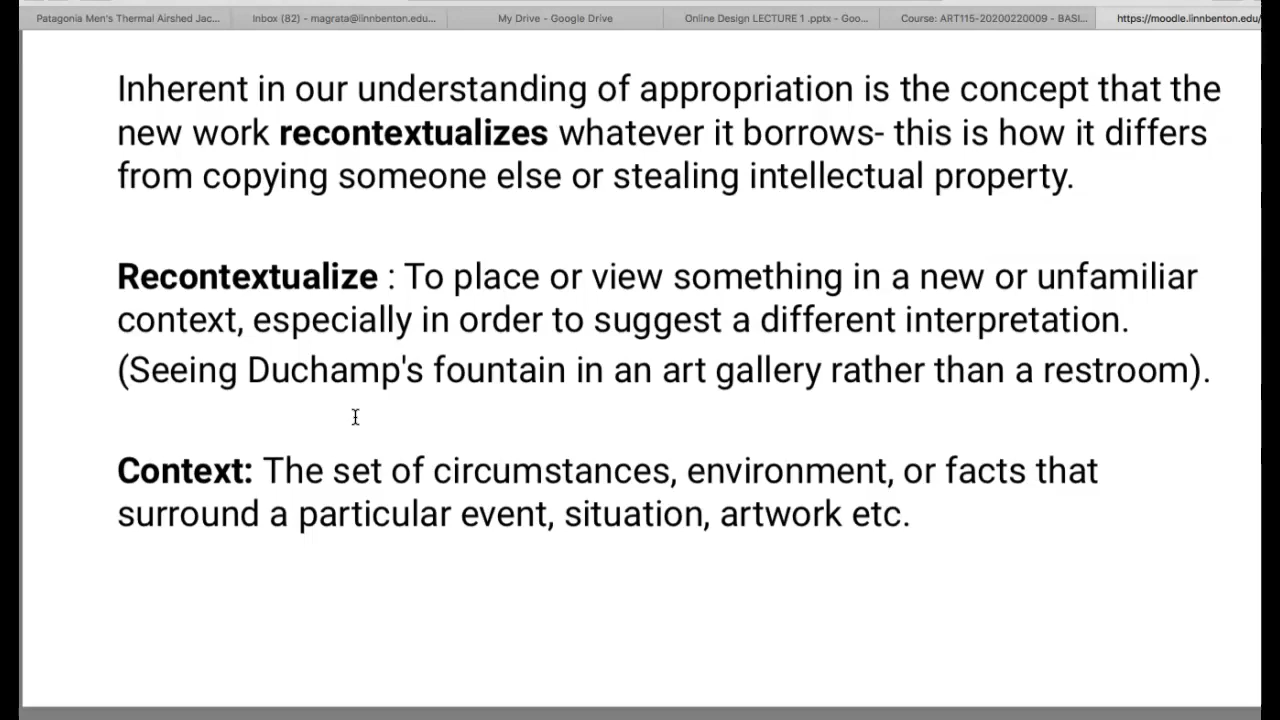 Patagonia Men's Thermal Airshed Jac...
Inbox (82) - magrata@linnbenton.edu...
My Drive - Google Drive
Online Design LECTURE 1 .pptx - Goo...
Course: ART115-20200220009 - BASI...
https://moodle.linnbenton.edu/
Inherent in our understanding of appropriation is the concept that the
new work recontextualizes whatever it borrows- this is how it differs
from copying someone else or stealing intellectual property.
Recontextualize : To place or view something in a new or unfamiliar
context, especially in order to suggest a different interpretation.
(Seeing Duchamp's fountain in an art gallery rather than a restroom).
Context: The set of circumstances, environment, or facts that
surround a particular event, situation, artwork etc.